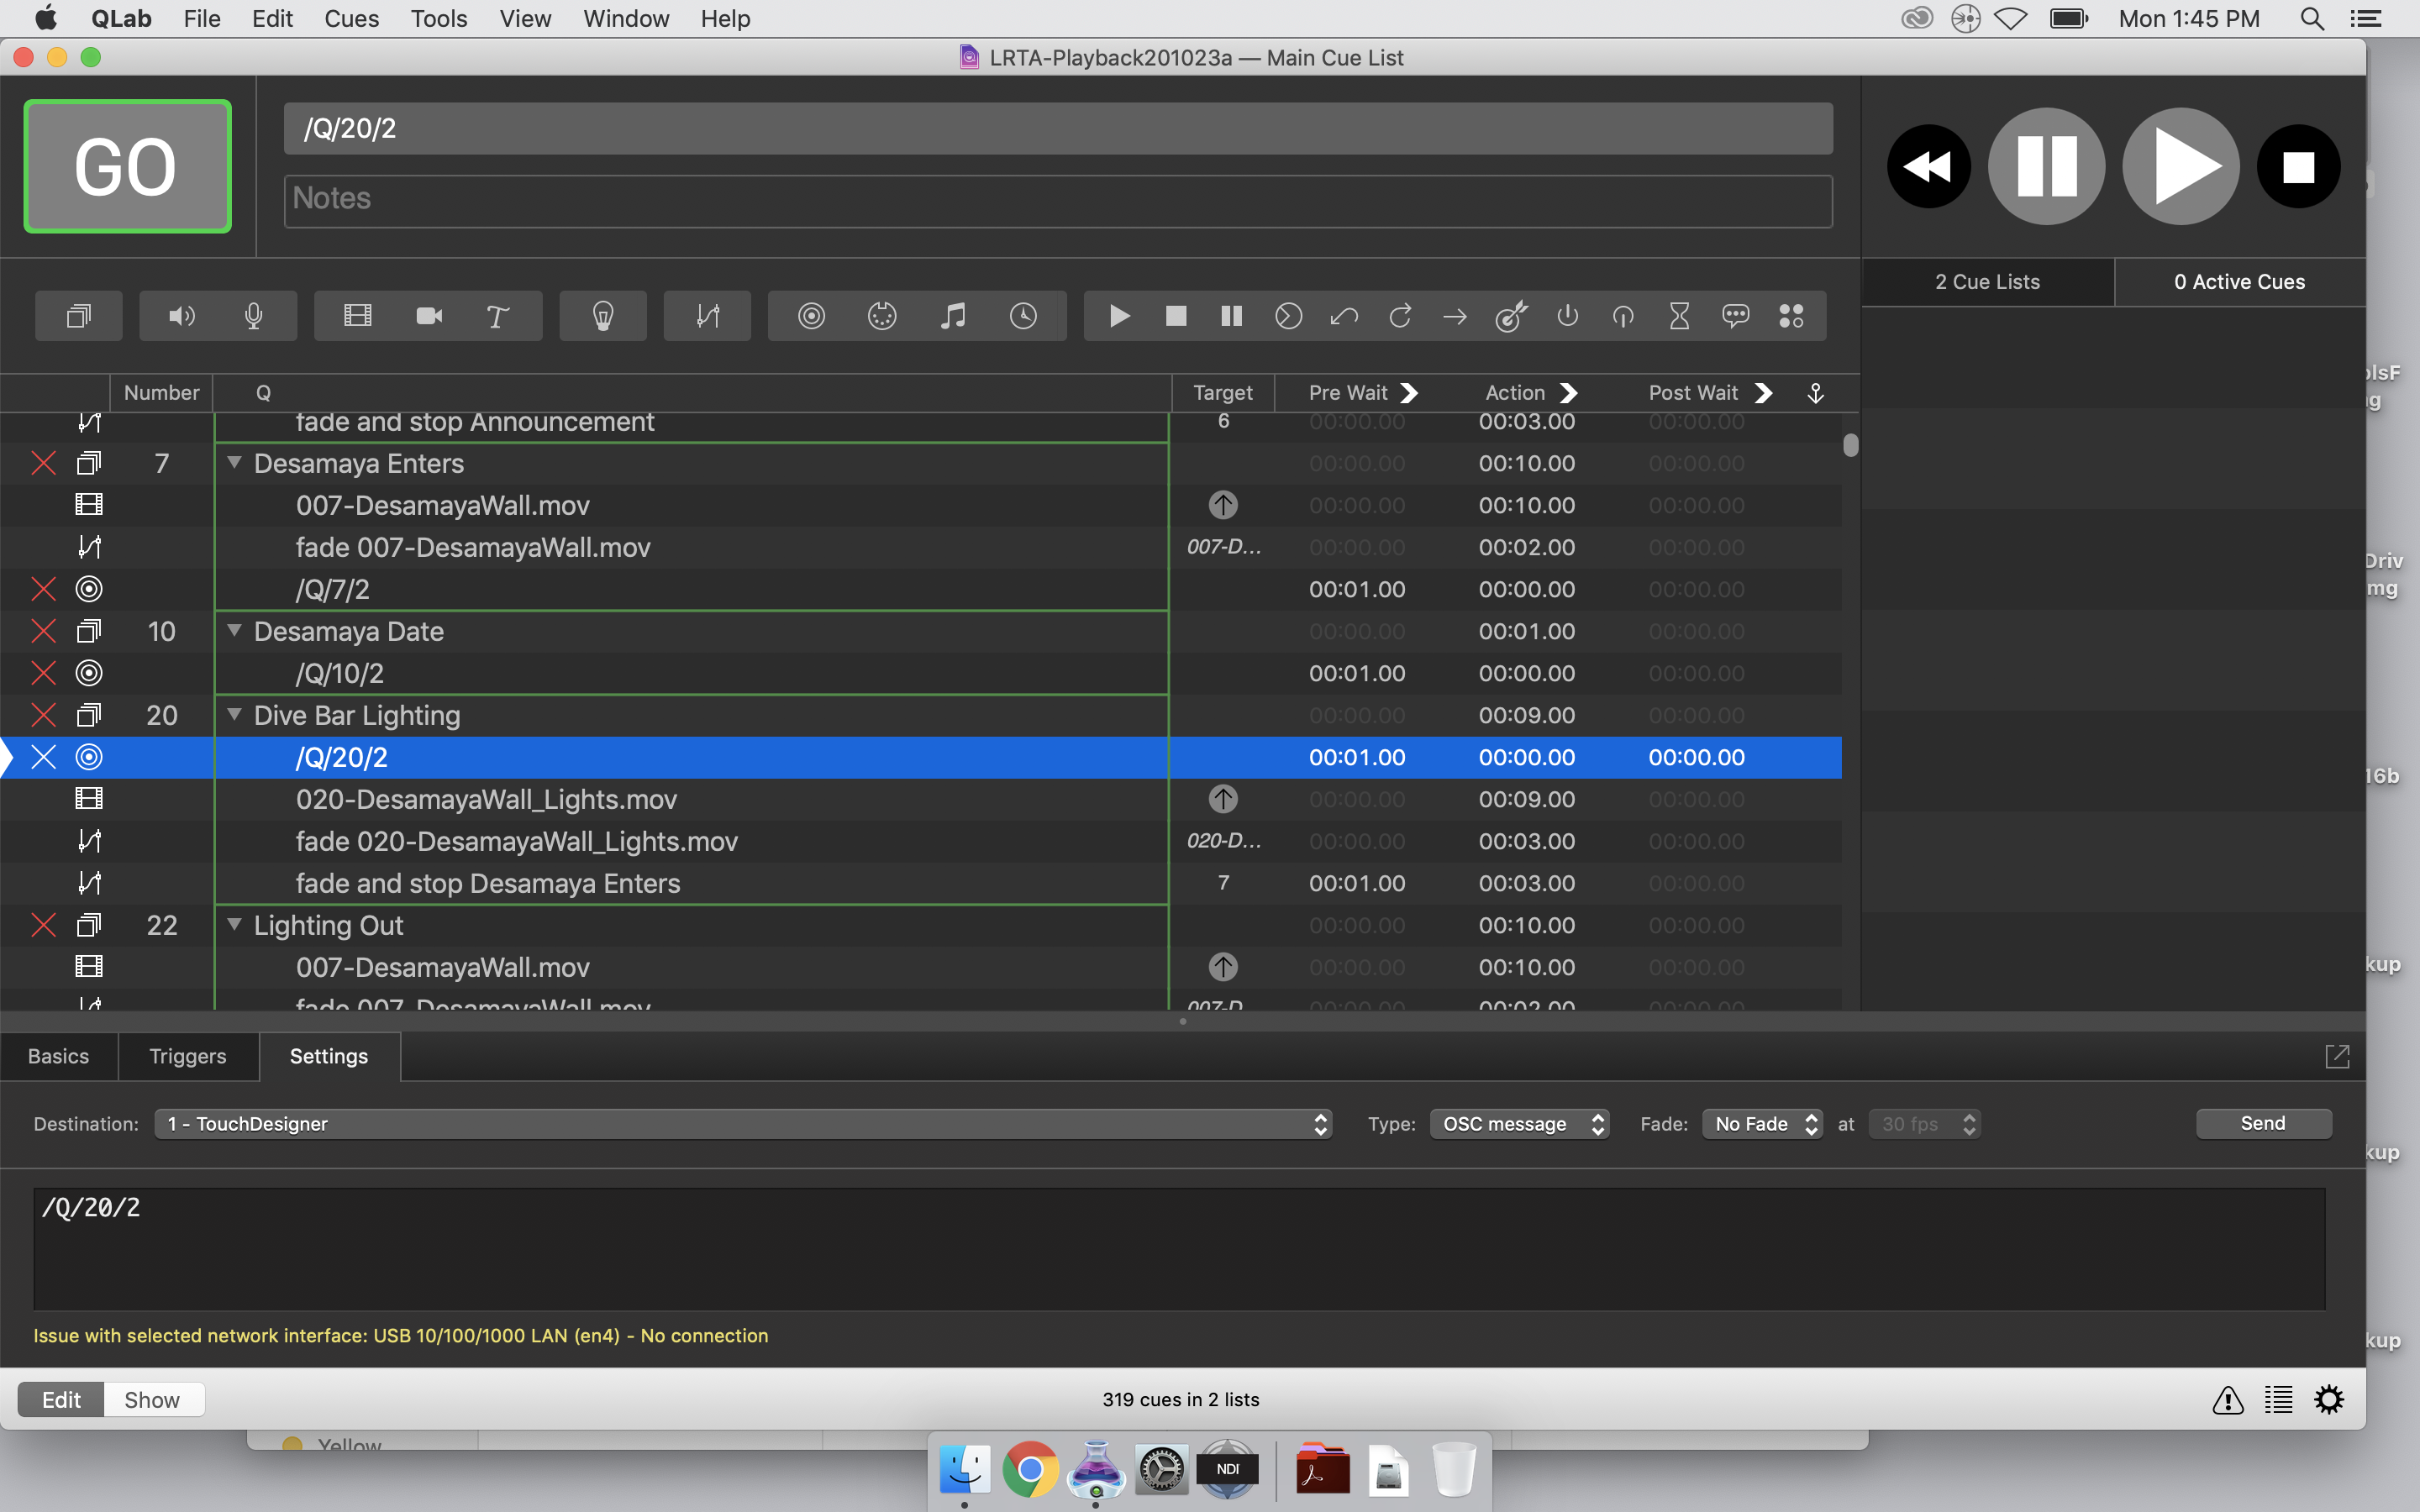 QLab File Edit Cues Tools View Window Help Mon 1:45 PM
LRTA-Playback201023a — Main Cue List
GO
/Q/20/2
Notes
2 Cue Lists 0 Active Cues
Number Q Target Pre Wait Action Post Wait
fade and stop Announcement 6 00:00.00 00:03.00 00:00.00
7 Desamaya Enters 00:00.00 00:10.00 00:00.00
007-DesamayaWall.mov 00:00.00 00:10.00 00:00.00
fade 007-DesamayaWall.mov 007-D... 00:00.00 00:02.00 00:00.00
/Q/7/2 00:01.00 00:00.00 00:00.00
10 Desamaya Date 00:00.00 00:01.00 00:00.00
/Q/10/2 00:01.00 00:00.00 00:00.00
20 Dive Bar Lighting 00:00.00 00:09.00 00:00.00
/Q/20/2 00:01.00 00:00.00 00:00.00
020-DesamayaWall_Lights.mov 00:00.00 00:09.00 00:00.00
fade 020-DesamayaWall_Lights.mov 020-D... 00:00.00 00:03.00 00:00.00
fade and stop Desamaya Enters 7 00:01.00 00:03.00 00:00.00
22 Lighting Out 00:00.00 00:10.00 00:00.00
007-DesamayaWall.mov 00:00.00 00:10.00 00:00.00
fade 007-DesamayaWall.mov 007-D 00:00.00 00:02.00 00:00.00
Basics Triggers Settings
Destination: 1 - TouchDesigner Type: OSC message Fade: No Fade at 30 fps Send
/Q/20/2
Issue with selected network interface: USB 10/100/1000 LAN (en4) - No connection
Edit Show 319 cues in 2 lists
Yellow
NDI
Driv
mg
16b
kup
kup
kup